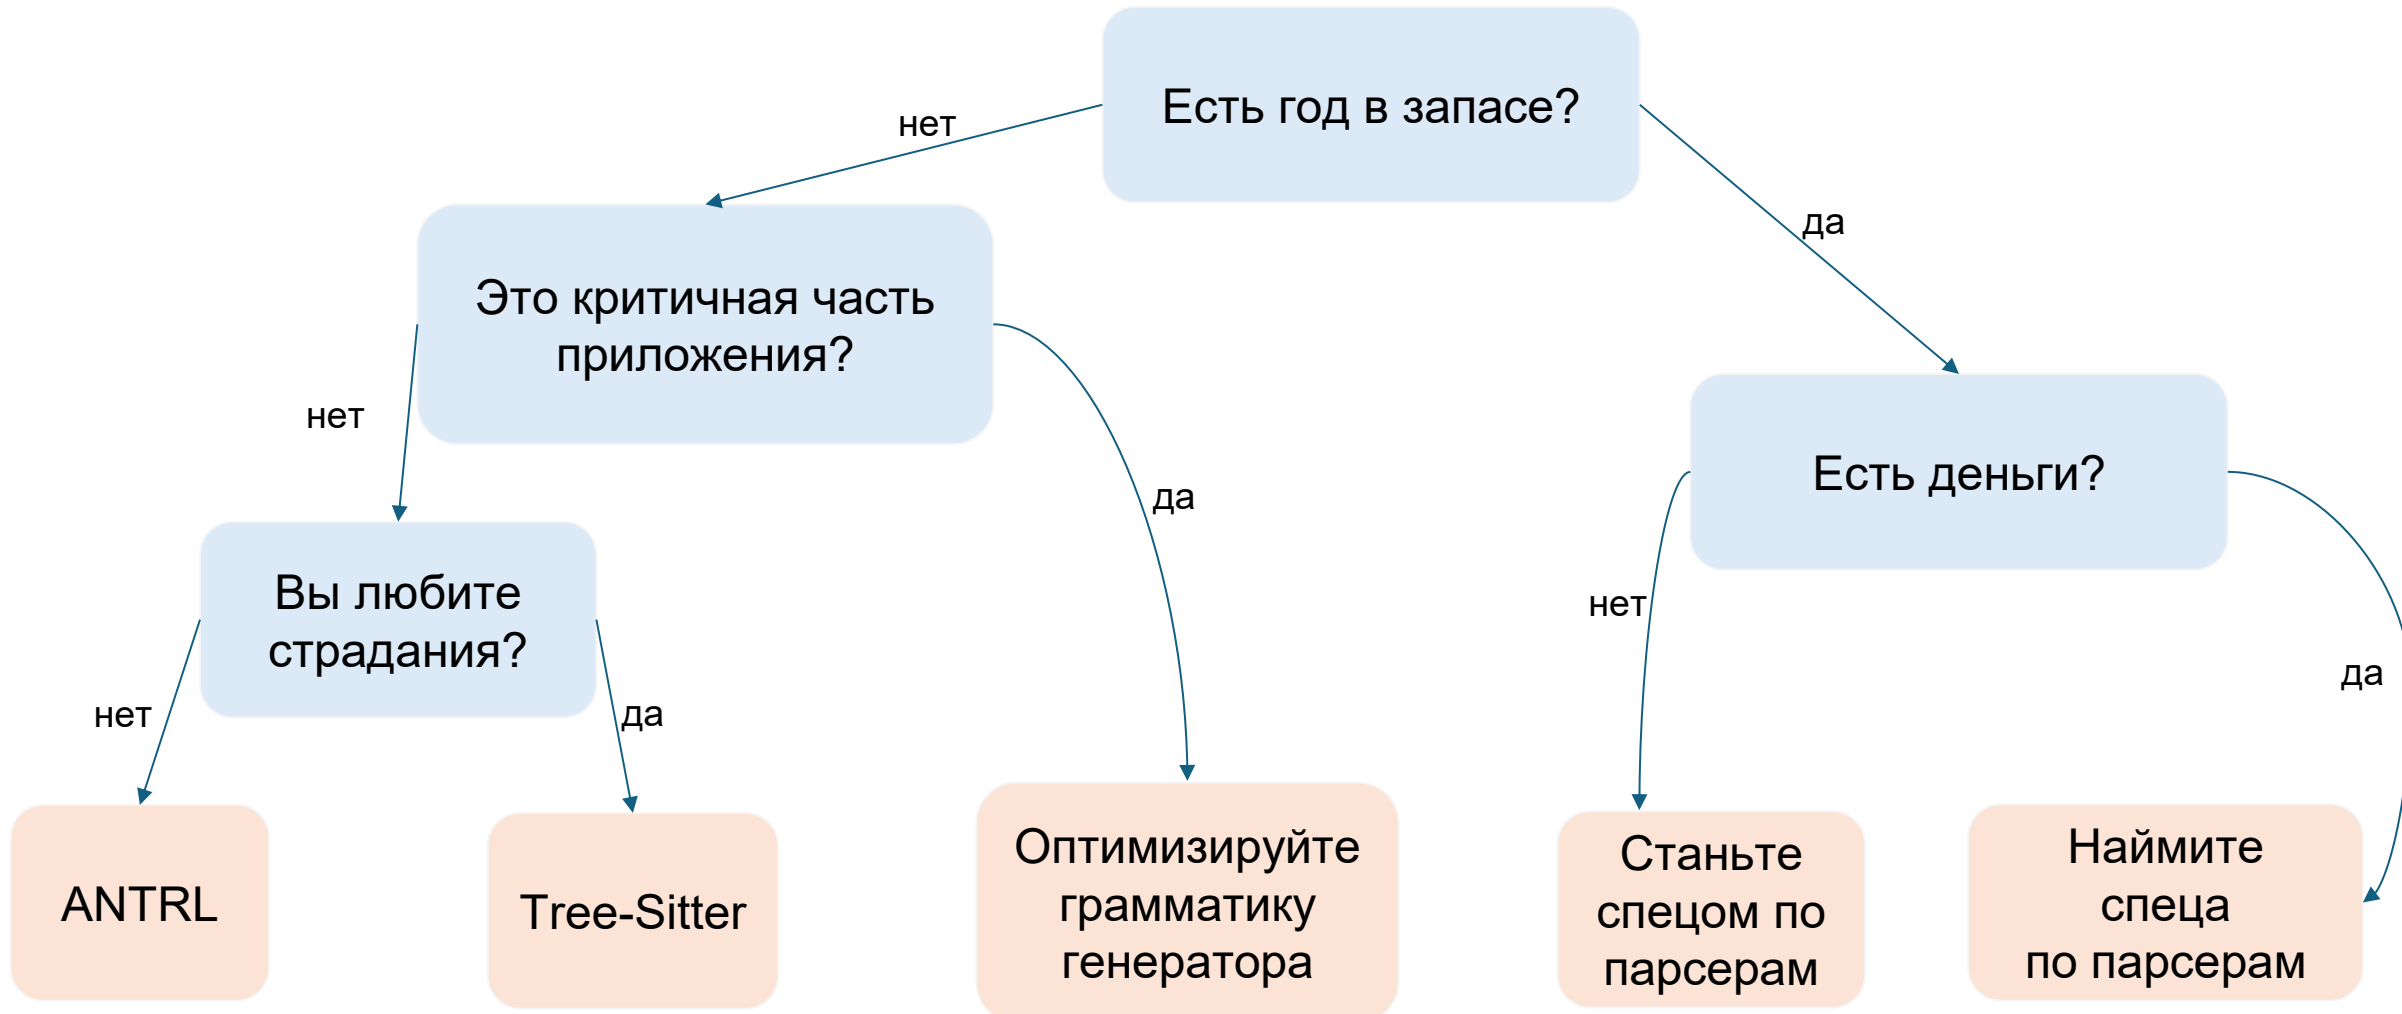 Есть год в запасе?
нет
да
Это критичная часть
приложения?
нет
да
Есть деньги?
нет
да
Вы любите
страдания?
нет
да
ANTRL
Tree-Sitter
Оптимизируйте
грамматику
генератора
Станьте
спецом по
парсерам
Наймите
спеца
по парсерам